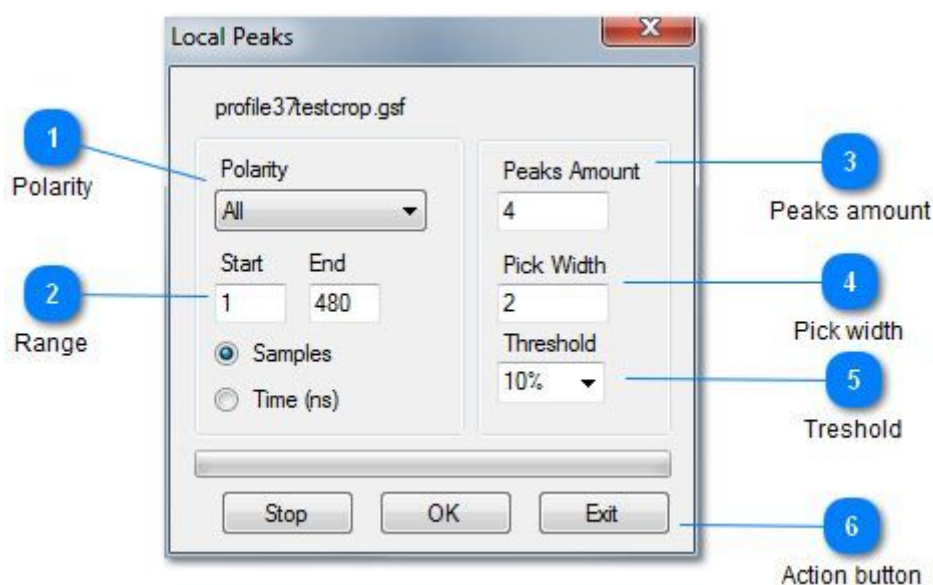 Local Peaks
X
profile37testcrop.gsf
1
Polarity
Polarity
All
2
Range
Start End
1 480
Samples
Time (ns)
3
Peaks amount
Peaks Amount
4
4
Pick width
Pick Width
2
5
Treshold
Threshold
10%
Stop OK Exit
6
Action button